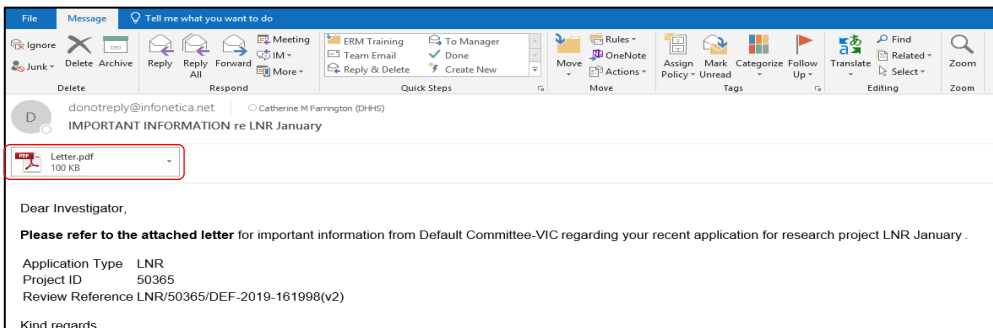 File Message Tell me what you want to do
Ignore
Junk
Delete Archive
Reply Reply All Forward
Meeting
IM
More
ERM Training To Manager
Team Email Done
Reply & Delete Create New
Move
Rules
OneNote
Actions
Assign Policy Mark Unread Categorize Follow Up
Translate
Find
Related
Select
Zoom
Delete Respond Quick Steps Move Tags Editing Zoom
D
donotreply@infonetica.net Catherine M Farrington (DHHS)
IMPORTANT INFORMATION re LNR January
PDF
Letter.pdf
100 KB
Dear Investigator,
Please refer to the attached letter for important information from Default Committee-VIC regarding your recent application for research project LNR January .
Application Type LNR
Project ID 50365
Review Reference LNR/50365/DEF-2019-161998(v2)
Kind regards